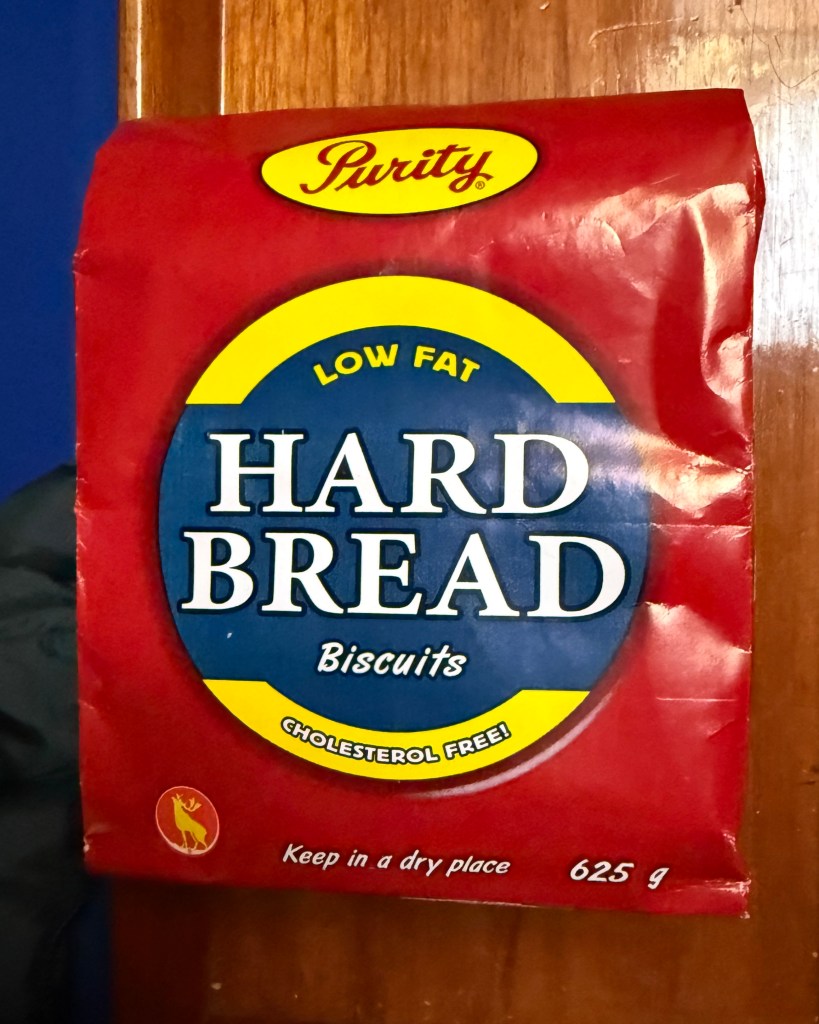 Purity®
LOW FAT
HARD
BREAD
Biscuits
CHOLESTEROL FREE!
Keep in a dry place
625 g